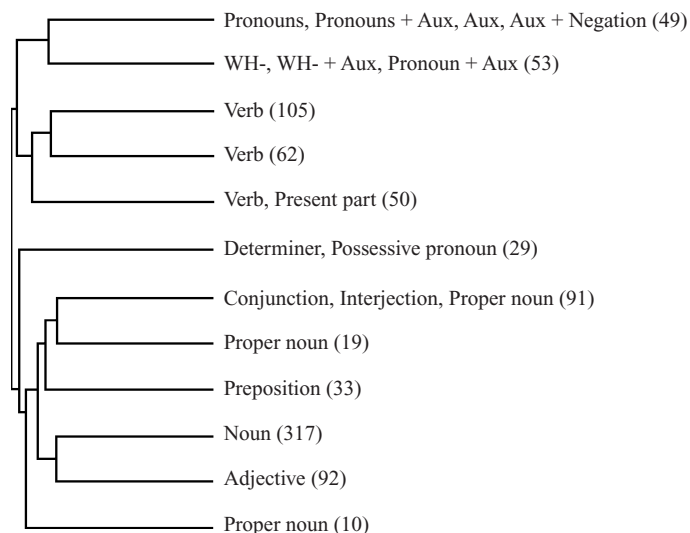 Pronouns, Pronouns + Aux, Aux, Aux + Negation (49)
WH-, WH- + Aux, Pronoun + Aux (53)
Verb (105)
Verb (62)
Verb, Present part (50)
Determiner, Possessive pronoun (29)
Conjunction, Interjection, Proper noun (91)
Proper noun (19)
Preposition (33)
Noun (317)
Adjective (92)
Proper noun (10)